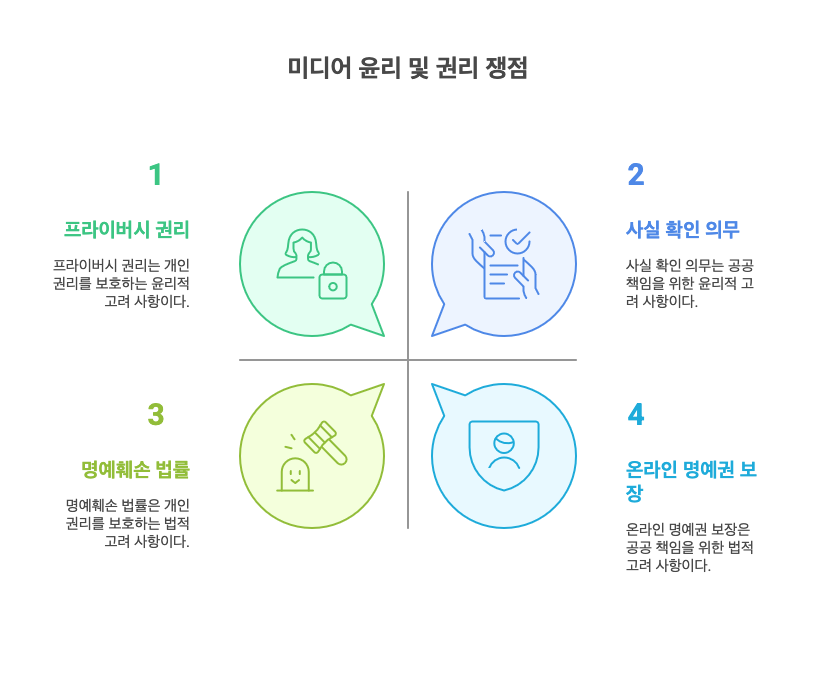 미디어 윤리 및 권리 쟁점
1
프라이버시 권리
프라이버시 권리는 개인
권리를 보호하는 윤리적
고려 사항이다.
2
사실 확인 의무
사실 확인 의무는 공공
책임을 위한 윤리적 고
려 사항이다.
3
명예훼손 법률
명예훼손 법률은 개인
권리를 보호하는 법적
고려 사항이다.
4
온라인 명예권 보
장
온라인 명예권 보장은
공공 책임을 위한 법적
고려 사항이다.